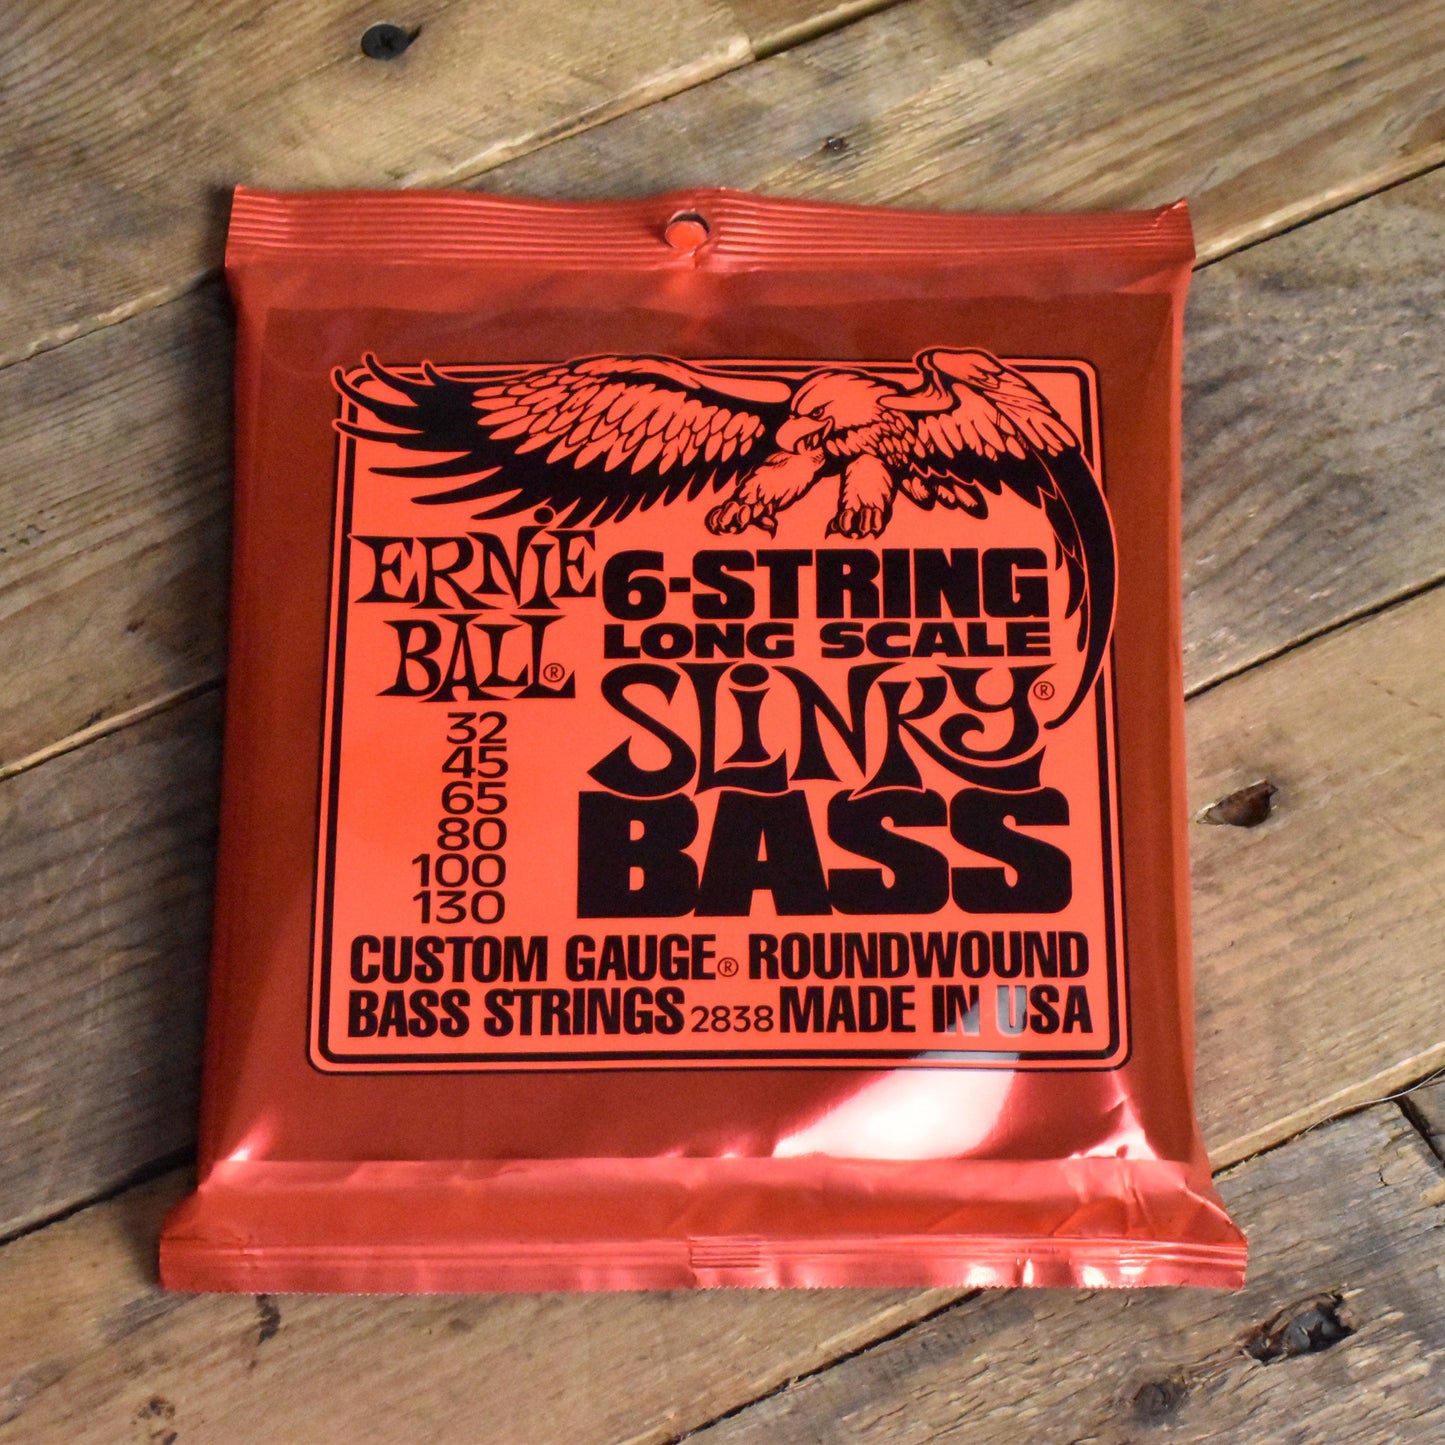 ERNiE
BALL®
6-STRING
LONG SCALE
SLiNKY®
BASS
32
45
65
80
100
130
CUSTOM GAUGE® ROUNDWOUND
BASS STRINGS 2838 MADE IN USA